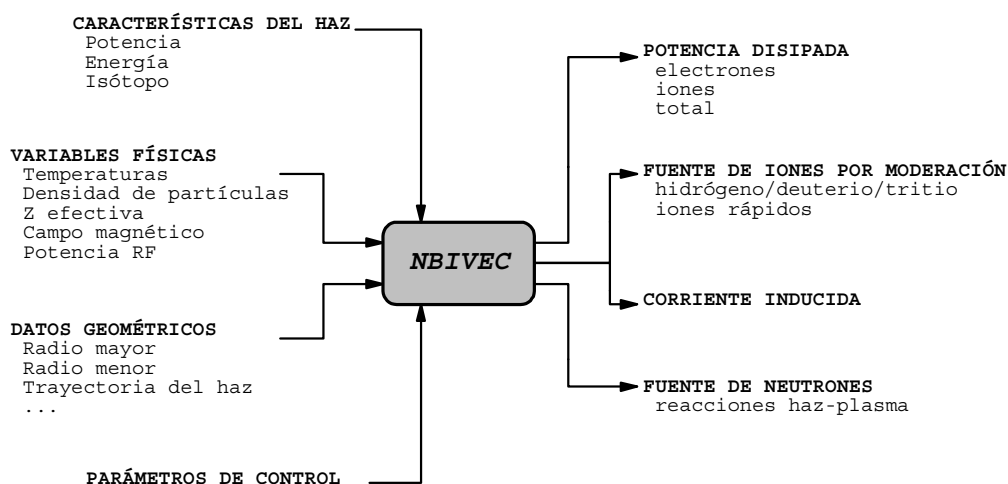 CARACTERÍSTICAS DEL HAZ
Potencia
Energía
Isótopo
VARIABLES FÍSICAS
Temperaturas
Densidad de partículas
Z efectiva
Campo magnético
Potencia RF
DATOS GEOMÉTRICOS
Radio mayor
Radio menor
Trayectoria del haz
...
PARÁMETROS DE CONTROL
NBIVEC
POTENCIA DISIPADA
electrones
iones
total
FUENTE DE IONES POR MODERACIÓN
hidrógeno/deuterio/tritio
iones rápidos
CORRIENTE INDUCIDA
FUENTE DE NEUTRONES
reacciones haz-plasma